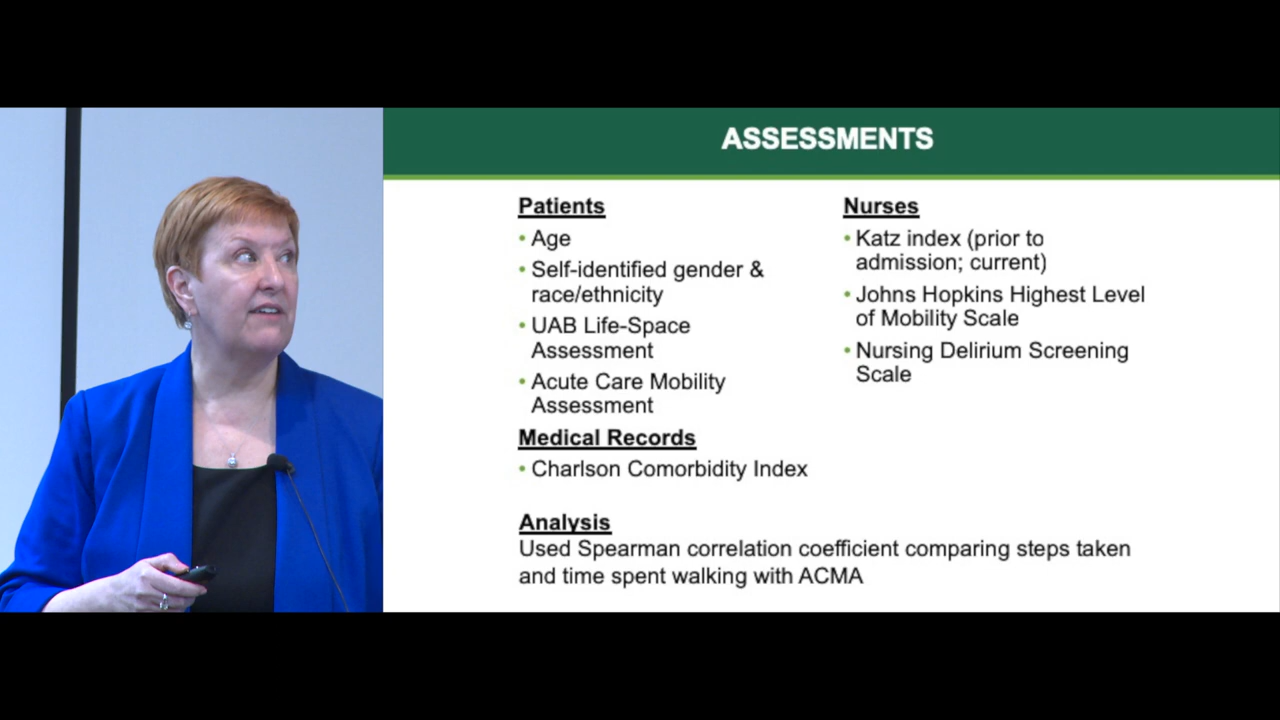 ASSESSMENTS
Patients
• Age
• Self-identified gender &
race/ethnicity
• UAB Life-Space
Assessment
• Acute Care Mobility
Assessment
Medical Records
• Charlson Comorbidity Index
Nurses
• Katz index (prior to
admission; current)
• Johns Hopkins Highest Level
of Mobility Scale
• Nursing Delirium Screening
Scale
Analysis
Used Spearman correlation coefficient comparing steps taken
and time spent walking with ACMA